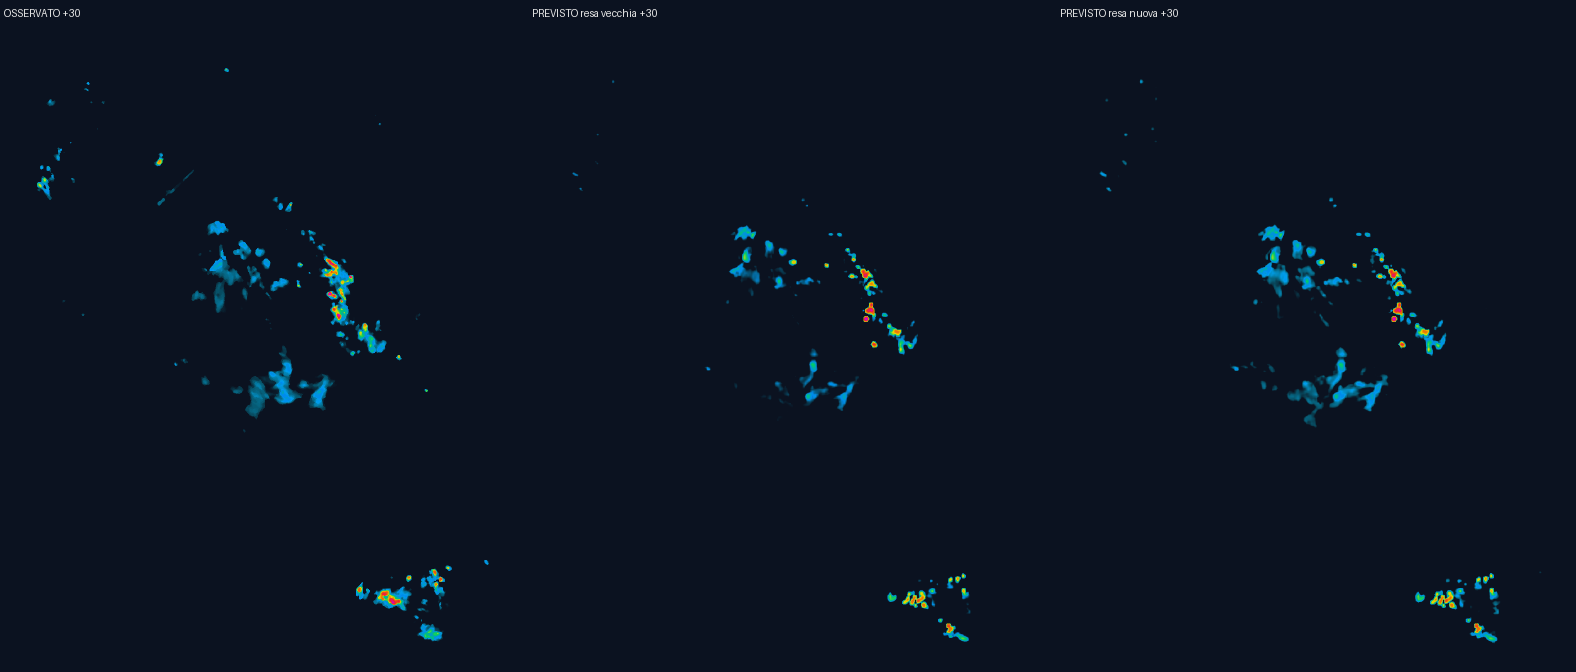 OSSERVATO +30
PREVISTO resa vecchia +30
PREVISTO resa nuova +30